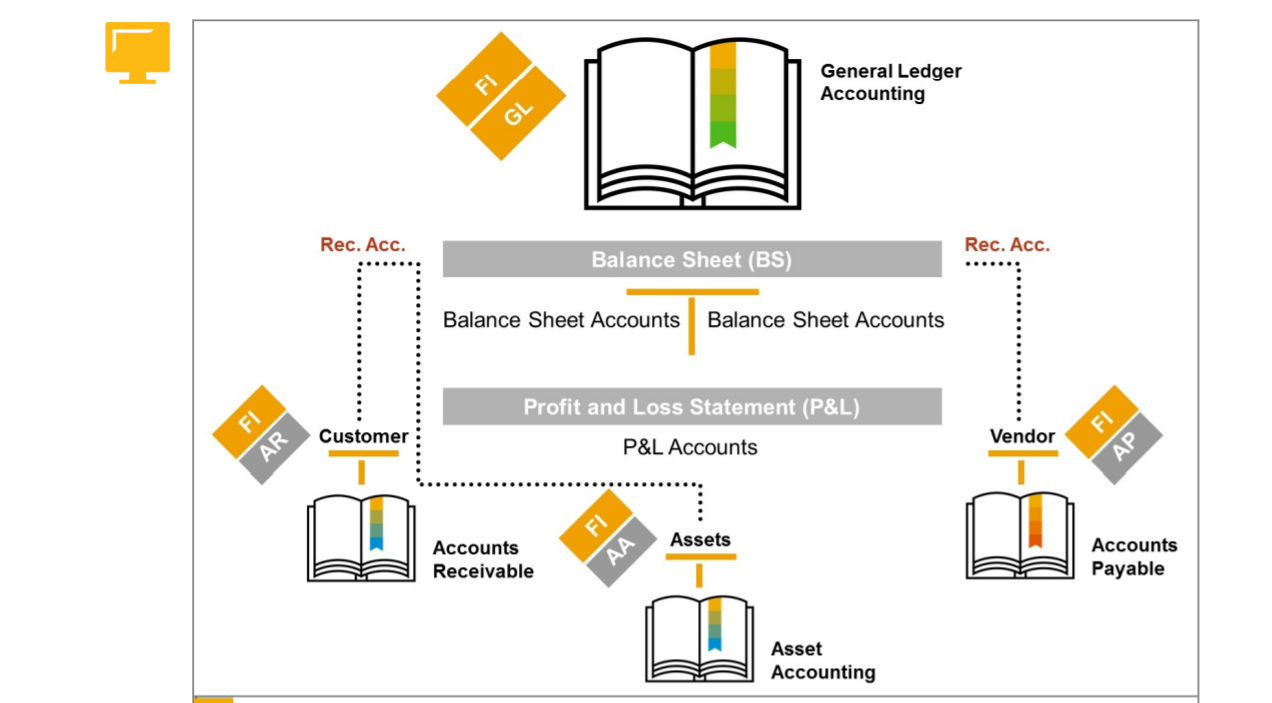 FI
GL
General Ledger
Accounting
Rec. Acc.
Balance Sheet (BS)
Rec. Acc.
Balance Sheet Accounts
Balance Sheet Accounts
Profit and Loss Statement (P&L)
P&L Accounts
FI
AR
Customer
Accounts
Receivable
FI
AA
Assets
Asset
Accounting
Vendor
FI
AP
Accounts
Payable